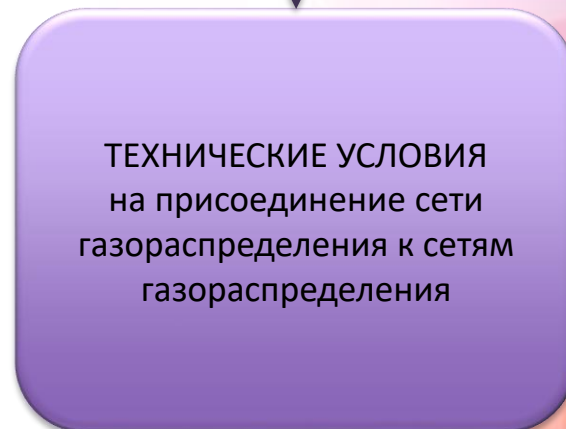 ТЕХНИЧЕСКИЕ УСЛОВИЯ
на присоединение сети
газораспределения к сетям
газораспределения